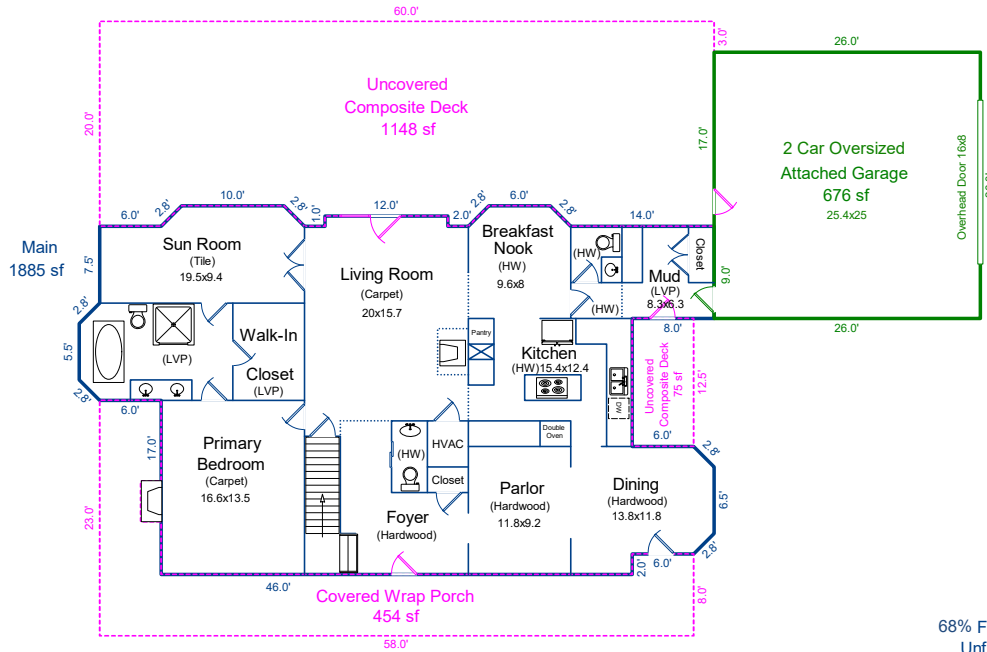 60.0'
3.0'
26.0'
20.0'
Uncovered
Composite Deck
1148 sf
17.0'
2 Car Oversized
Attached Garage
676 sf
25.4x25
Overhead Door 16x8
6.0'
2.8'
10.0'
2.8'
1.0'
12.0'
2.0'
2.8'
6.0'
2.8'
14.0'
Main
1885 sf
7.5'
Sun Room
(Tile)
19.5x9.4
Living Room
(Carpet)
20x15.7
Breakfast
Nook
(HW)
9.6x8
(HW)
(HW)
Mud
(LVP)
8.3x6.3
Closet
9.0'
26.0'
8.0'
2.8'
5.5'
2.8'
6.0'
(LVP)
Walk-In
Closet
(LVP)
Pantry
Kitchen
(HW)15.4x12.4
DW
Uncovered
Composite Deck
75 sf
12.5'
6.0'
17.0'
23.0'
Primary
Bedroom
(Carpet)
16.6x13.5
(HW)
HVAC
Closet
Double
Oven
Foyer
(Hardwood)
Parlor
(Hardwood)
11.8x9.2
Dining
(Hardwood)
13.8x11.8
2.8'
6.5'
2.8'
6.0'
2.0'
8.0'
46.0'
Covered Wrap Porch
454 sf
58.0'
68% F
Unf